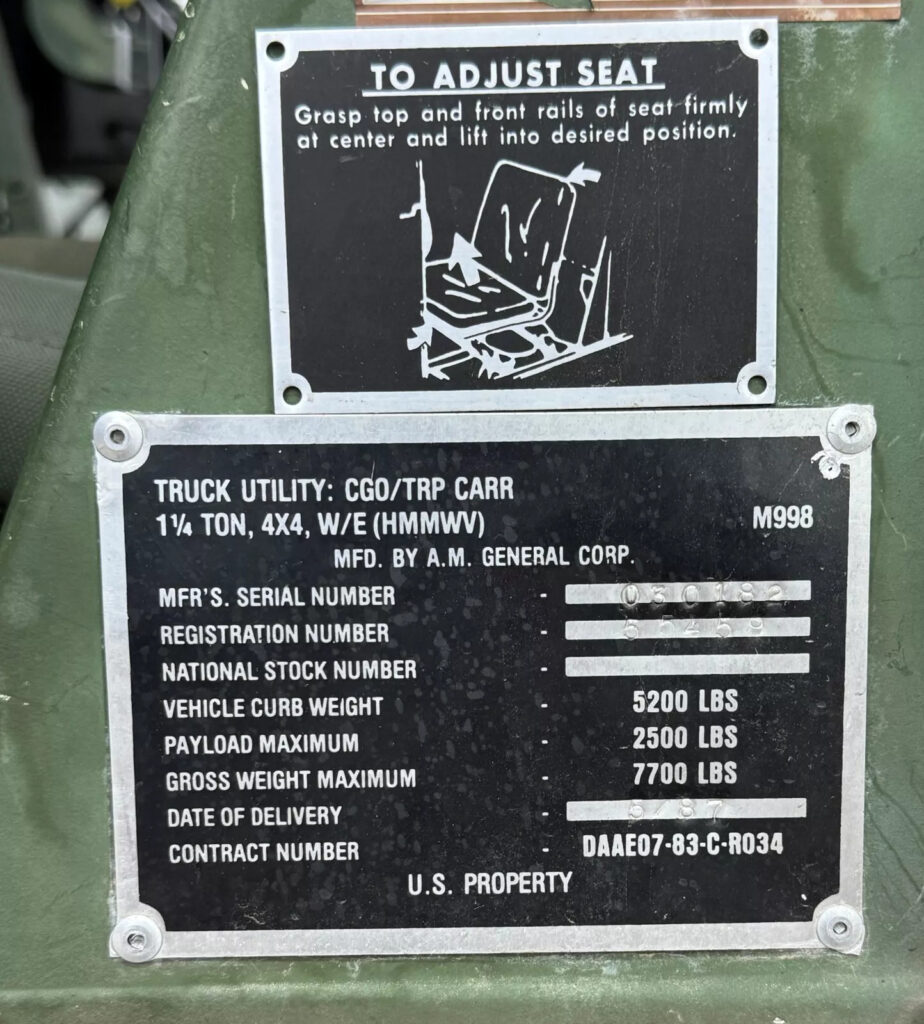 TO ADJUST SEAT
Grasp top and front rails of seat firmly
at center and lift into desired position.
TRUCK UTILITY: CGO/TRP CARR
1¼ TON, 4X4, W/E (HMMWV) M998
MFD. BY A.M. GENERAL CORP.
MFR'S. SERIAL NUMBER - 030182
REGISTRATION NUMBER -
NATIONAL STOCK NUMBER -
VEHICLE CURB WEIGHT - 5200 LBS
PAYLOAD MAXIMUM - 2500 LBS
GROSS WEIGHT MAXIMUM - 7700 LBS
DATE OF DELIVERY -
CONTRACT NUMBER - DAAE07-83-C-R034
U.S. PROPERTY